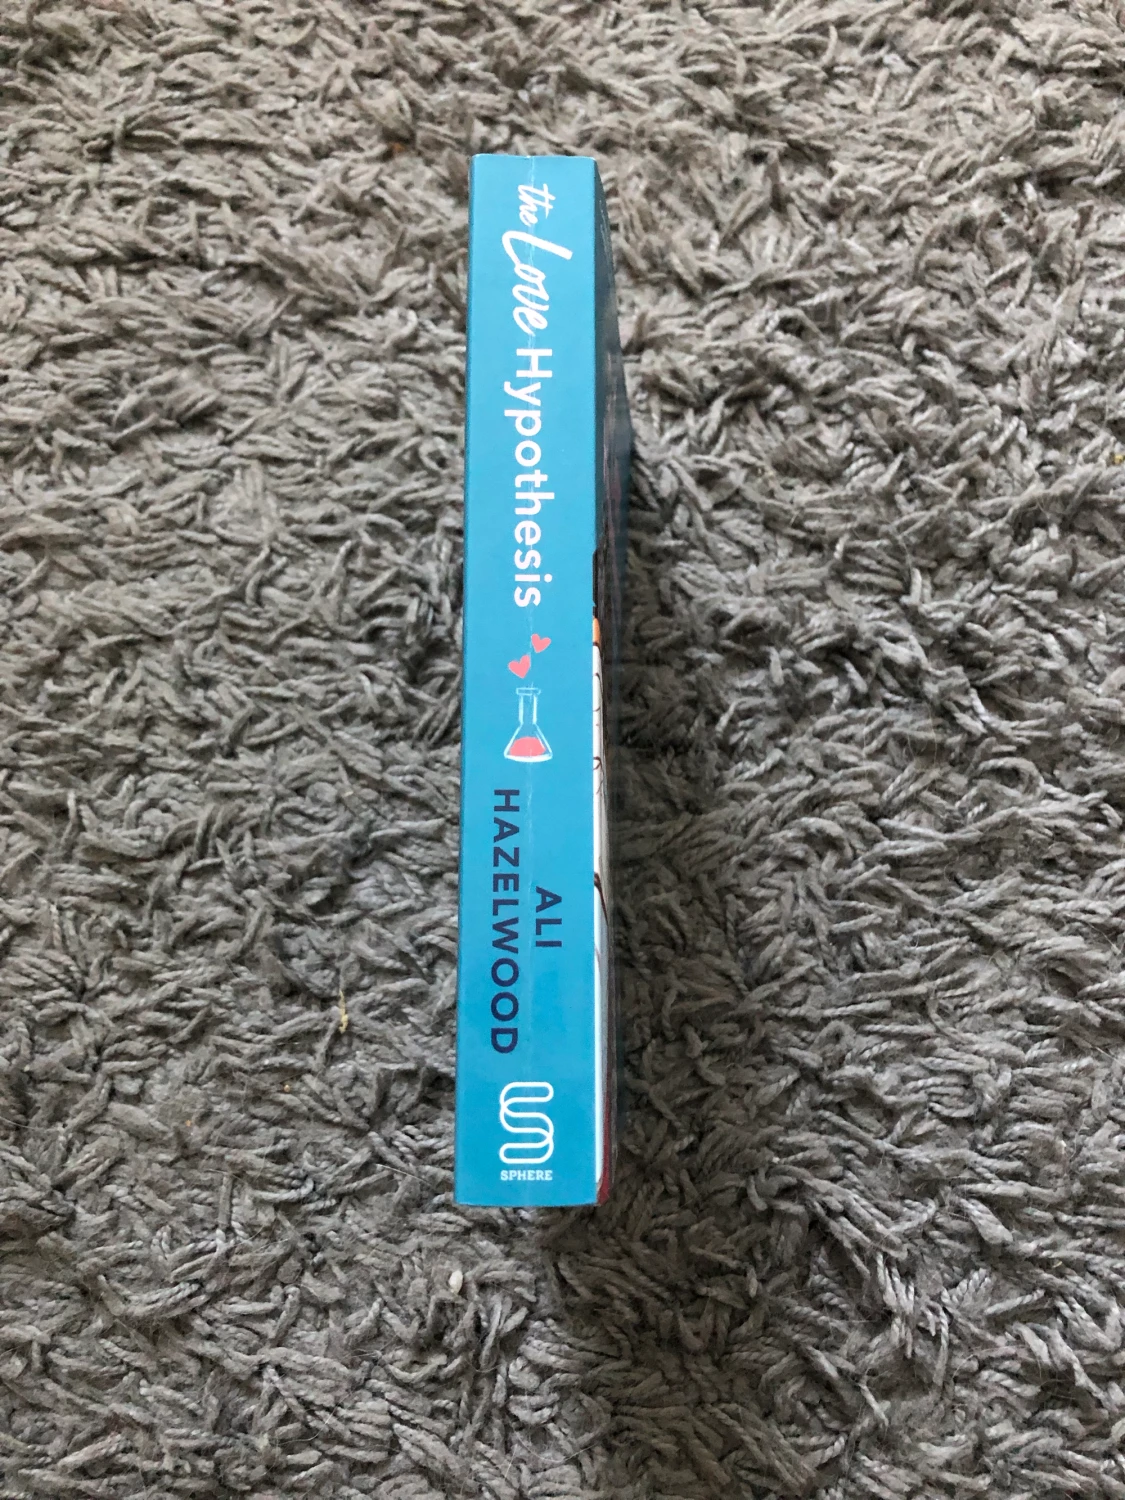 the Love Hypothesis
ALI
HAZELWOOD
SPHERE